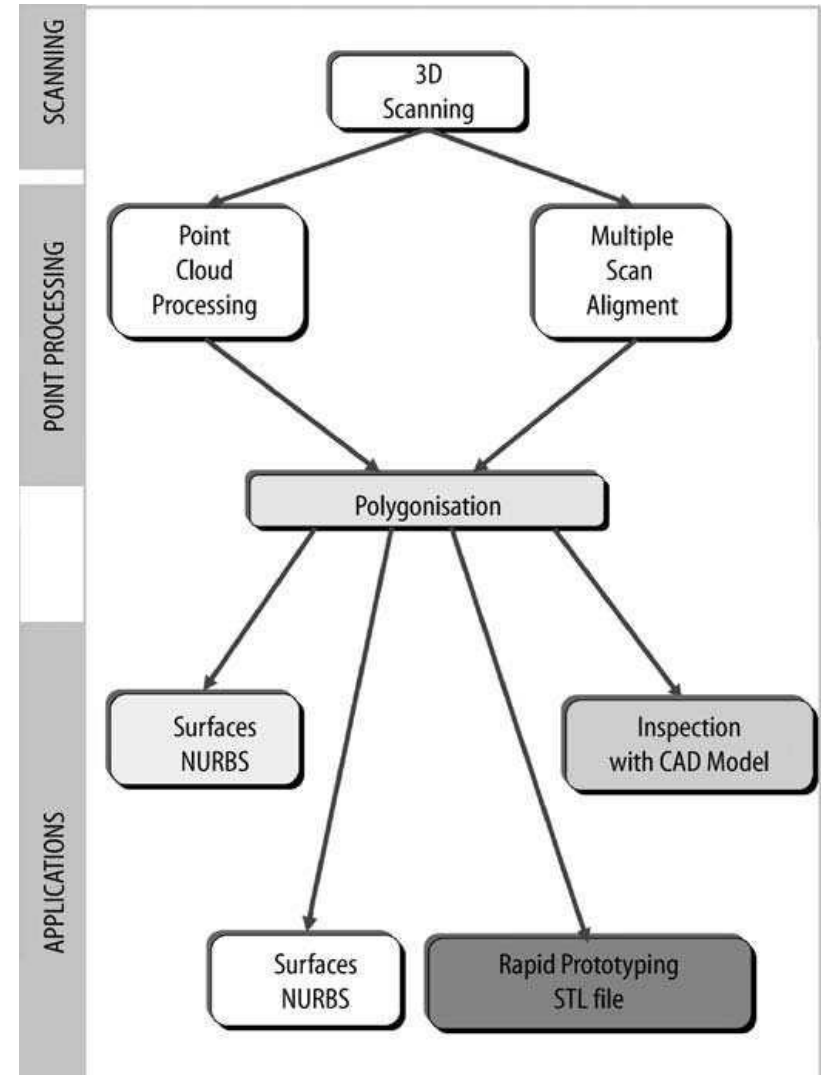 SCANNING
3D
Scanning
POINT PROCESSING
Point
Cloud
Processing
Multiple
Scan
Aligment
Polygonisation
APPLICATIONS
Surfaces
NURBS
Inspection
with CAD Model
Surfaces
NURBS
Rapid Prototyping
STL file